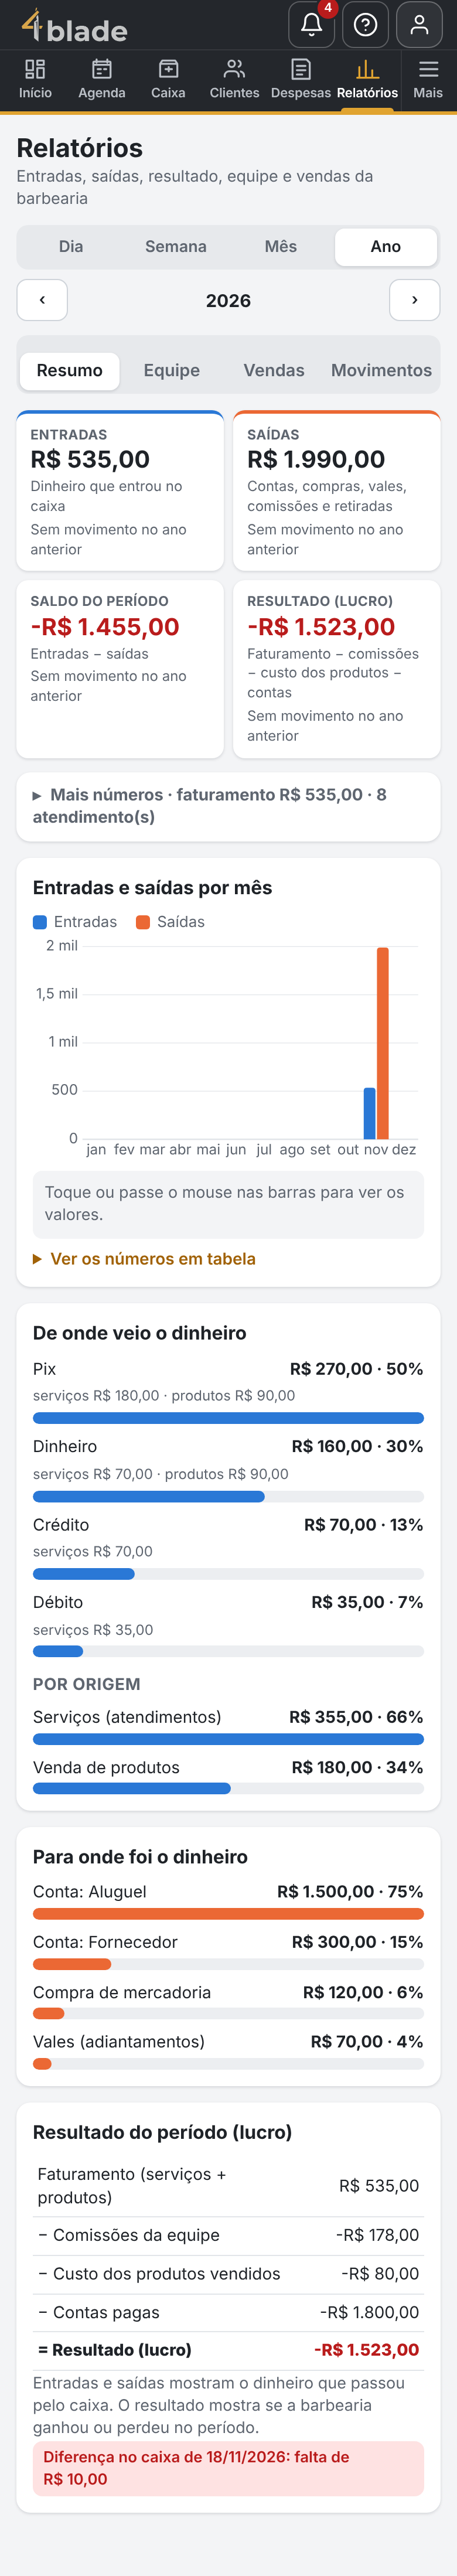 4blade
4
Início Agenda Caixa Clientes Despesas Relatórios Mais
Relatórios
Entradas, saídas, resultado, equipe e vendas da
barbearia
Dia Semana Mês Ano
‹ 2026 ›
Resumo Equipe Vendas Movimentos
ENTRADAS
R$ 535,00
Dinheiro que entrou no
caixa
Sem movimento no ano
anterior
SAÍDAS
R$ 1.990,00
Contas, compras, vales,
comissões e retiradas
Sem movimento no ano
anterior
SALDO DO PERÍODO
-R$ 1.455,00
Entradas − saídas
Sem movimento no ano
anterior
RESULTADO (LUCRO)
-R$ 1.523,00
Faturamento − comissões
− custo dos produtos −
contas
Sem movimento no ano
anterior
▸ Mais números · faturamento R$ 535,00 · 8
atendimento(s)
Entradas e saídas por mês
Entradas Saídas
2 mil
1,5 mil
1 mil
500
0
jan fev mar abr mai jun jul ago set out nov dez
Toque ou passe o mouse nas barras para ver os
valores.
▸ Ver os números em tabela
De onde veio o dinheiro
Pix R$ 270,00 · 50%
serviços R$ 180,00 · produtos R$ 90,00
Dinheiro R$ 160,00 · 30%
serviços R$ 70,00 · produtos R$ 90,00
Crédito R$ 70,00 · 13%
serviços R$ 70,00
Débito R$ 35,00 · 7%
serviços R$ 35,00
POR ORIGEM
Serviços (atendimentos) R$ 355,00 · 66%
Venda de produtos R$ 180,00 · 34%
Para onde foi o dinheiro
Conta: Aluguel R$ 1.500,00 · 75%
Conta: Fornecedor R$ 300,00 · 15%
Compra de mercadoria R$ 120,00 · 6%
Vales (adiantamentos) R$ 70,00 · 4%
Resultado do período (lucro)
Faturamento (serviços +
produtos) R$ 535,00
− Comissões da equipe -R$ 178,00
− Custo dos produtos vendidos -R$ 80,00
− Contas pagas -R$ 1.800,00
= Resultado (lucro) -R$ 1.523,00
Entradas e saídas mostram o dinheiro que passou
pelo caixa. O resultado mostra se a barbearia
ganhou ou perdeu no período.
Diferença no caixa de 18/11/2026: falta de
R$ 10,00